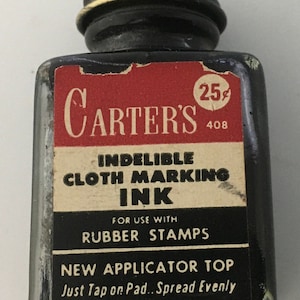 25¢
CARTER'S
408
INDELIBLE
CLOTH MARKING
INK
FOR USE WITH
RUBBER STAMPS
NEW APPLICATOR TOP
Just Tap on Pad..Spread Evenly